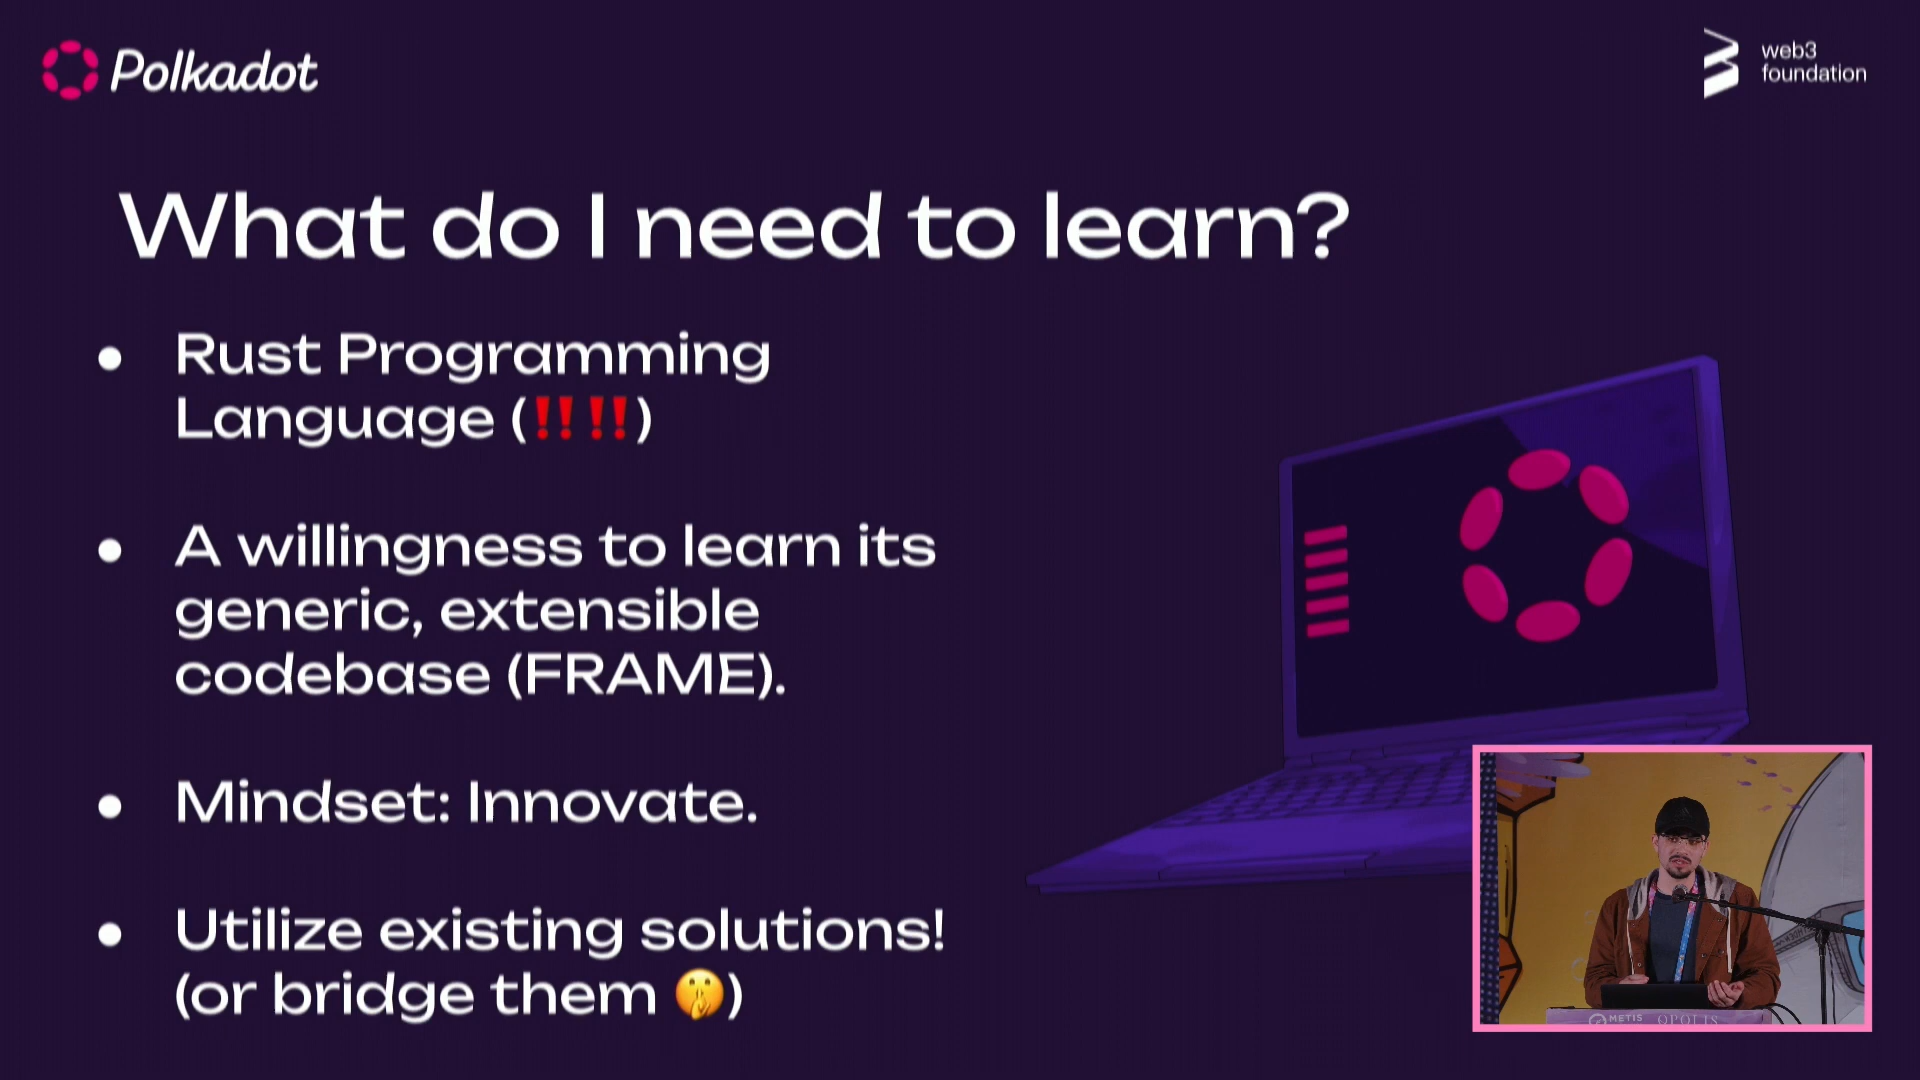 Polkadot
web3
foundation
What do I need to learn?
• Rust Programming
Language (‼️‼️)
• A willingness to learn its
generic, extensible
codebase (FRAME).
• Mindset: Innovate.
• Utilize existing solutions!
(or bridge them 🤫)
METIS
OPOLIS